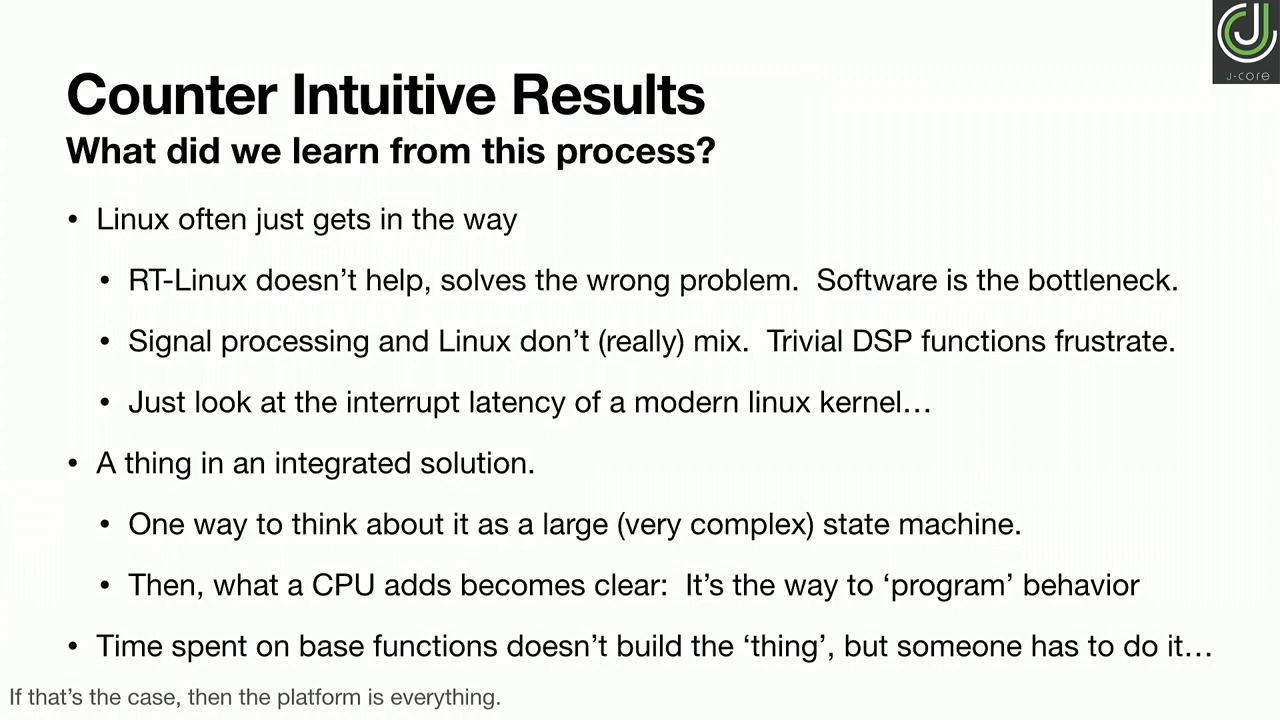 J-core
Counter Intuitive Results
What did we learn from this process?
• Linux often just gets in the way
• RT-Linux doesn’t help, solves the wrong problem.  Software is the bottleneck.
• Signal processing and Linux don’t (really) mix.  Trivial DSP functions frustrate.
• Just look at the interrupt latency of a modern linux kernel…
• A thing in an integrated solution.
• One way to think about it as a large (very complex) state machine.
• Then, what a CPU adds becomes clear:  It’s the way to ‘program’ behavior
• Time spent on base functions doesn’t build the ‘thing’, but someone has to do it…
If that’s the case, then the platform is everything.